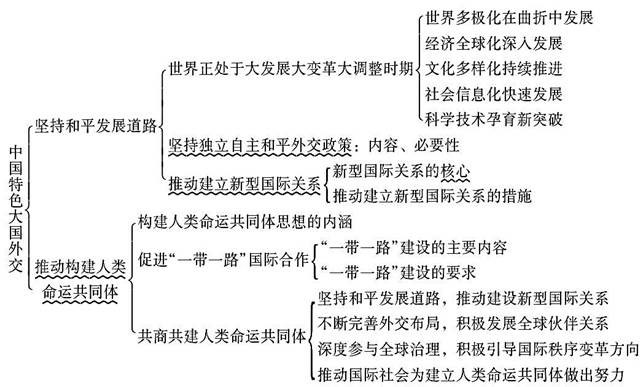 中国特色大国外交
坚持和平发展道路
世界正处于大发展大变革大调整时期
世界多极化在曲折中发展
经济全球化深入发展
文化多样化持续推进
社会信息化快速发展
科学技术孕育新突破
坚持独立自主和平外交政策：内容、必要性
推动建立新型国际关系
新型国际关系的核心
推动建立新型国际关系的措施
推动构建人类
命运共同体
构建人类命运共同体思想的内涵
促进“一带一路”国际合作
“一带一路”建设的主要内容
“一带一路”建设的要求
共商共建人类命运共同体
坚持和平发展道路，推动建设新型国际关系
不断完善外交布局，积极发展全球伙伴关系
深度参与全球治理，积极引导国际秩序变革方向
推动国际社会为建立人类命运共同体做出努力